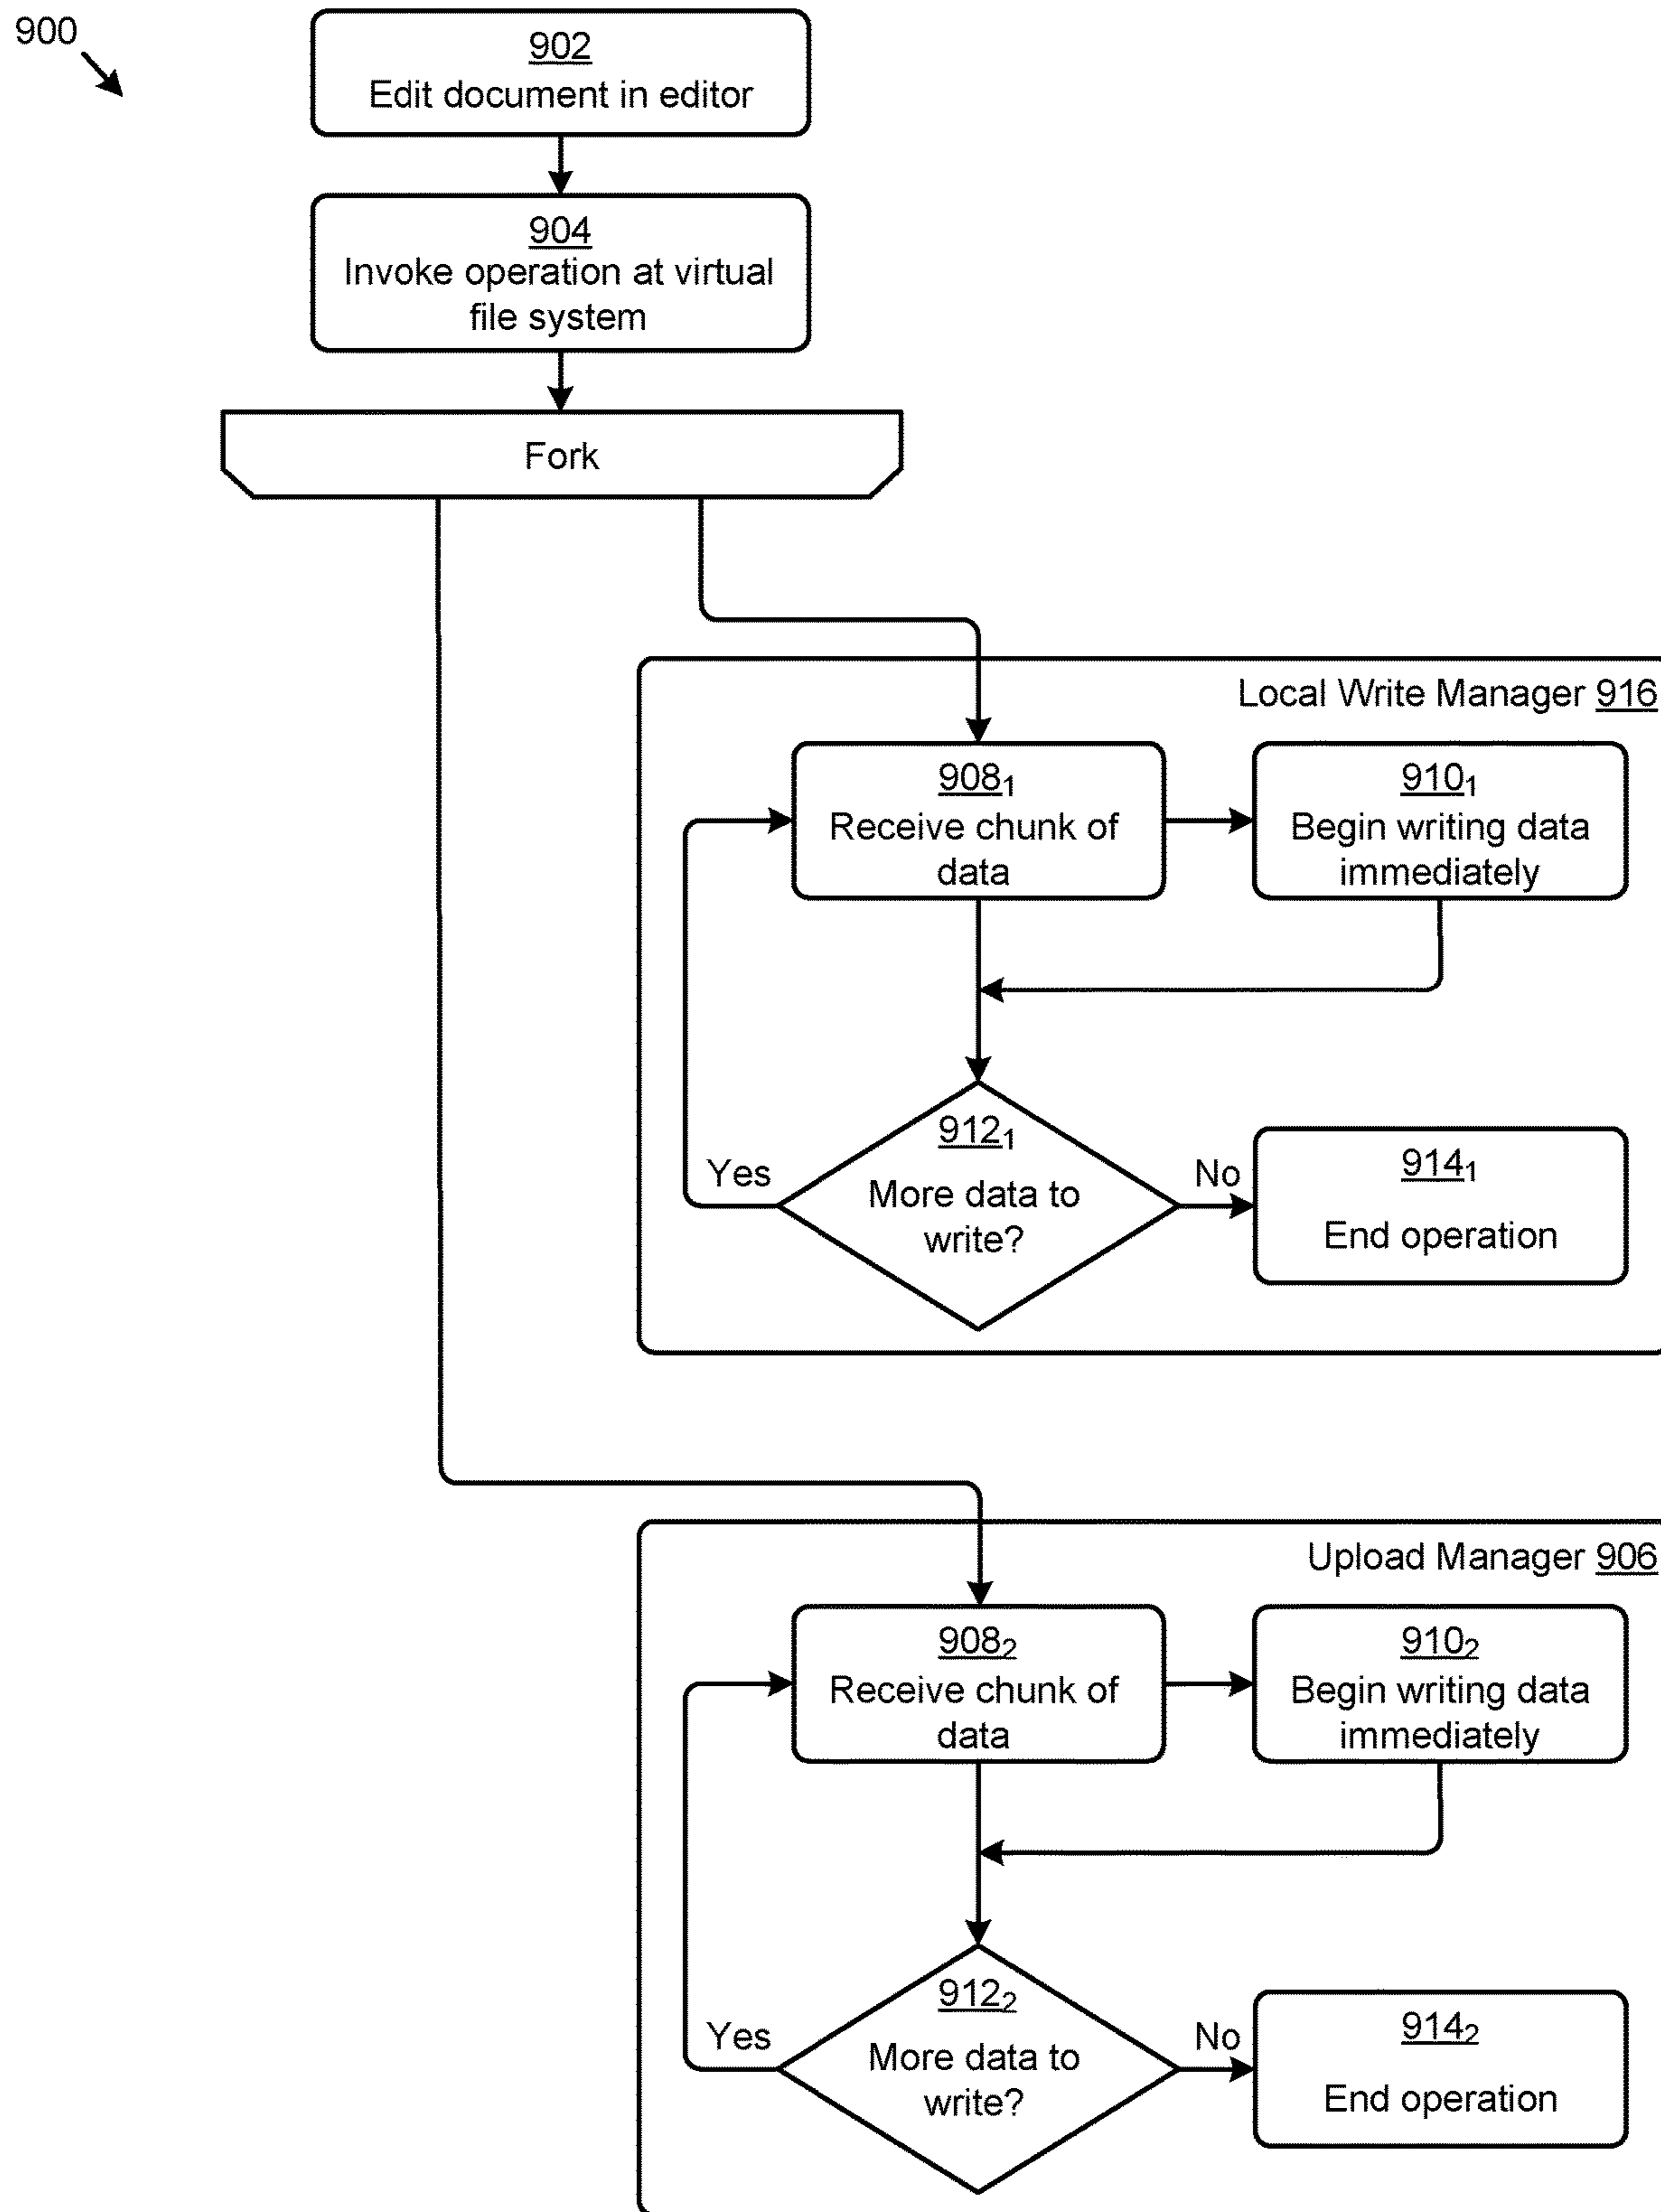 900
902
Edit document in editor
904
Invoke operation at virtual
file system
Fork
Local Write Manager 916
908₁
Receive chunk of
data
910₁
Begin writing data
immediately
912₁
More data to
write?
Yes
No
914₁
End operation
Upload Manager 906
908₂
Receive chunk of
data
910₂
Begin writing data
immediately
912₂
More data to
write?
Yes
No
914₂
End operation